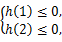 h(1) ≤ 0,
h(2) ≤ 0,